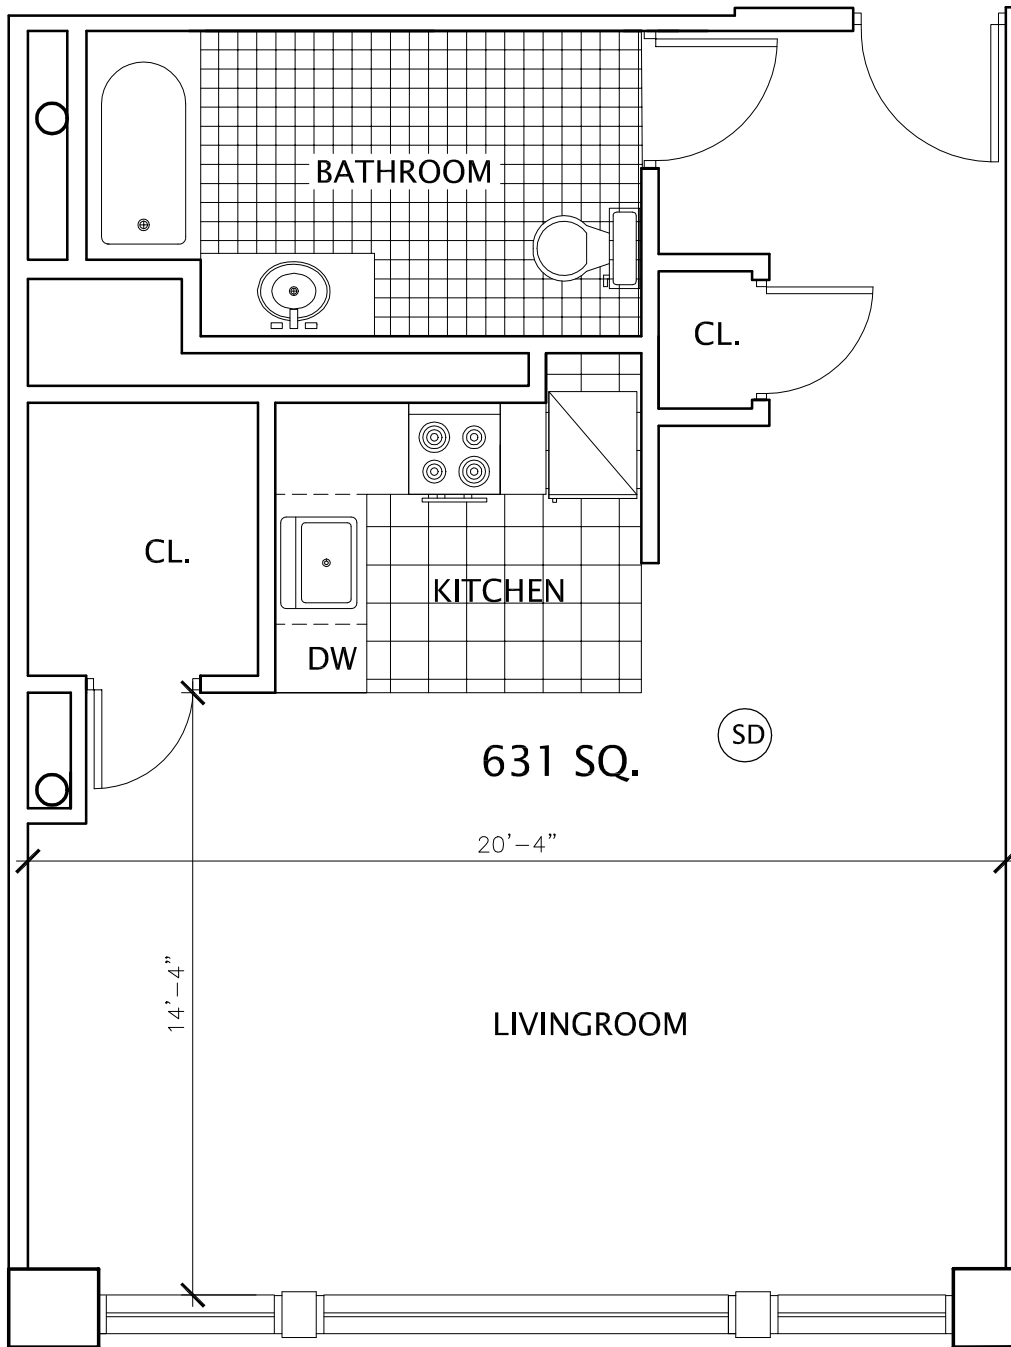 BATHROOM
CL.
CL.
KITCHEN
DW
SD
631 SQ.
20'-4"
14'-4"
LIVINGROOM